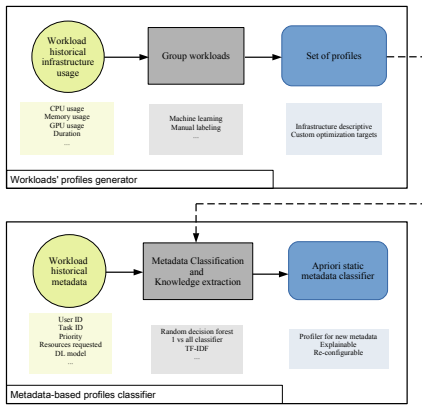 Workload
historical
infrastructure
usage
Group workloads
Set of profiles
CPU usage
Memory usage
GPU usage
Duration
...
Machine learning
Manual labeling
...
Infrastructure descriptive
Custom optimization targets
Workloads' profiles generator
Workload
historical
metadata
Metadata Classification
and
Knowledge extraction
Apriori static
metadata classifier
User ID
Task ID
Priority
Resources requested
DL model
...
Random decision forest
1 vs all classifier
TF-IDF
...
Profiler for new metadata
Explainable
Re-configurable
Metadata-based profiles classifier